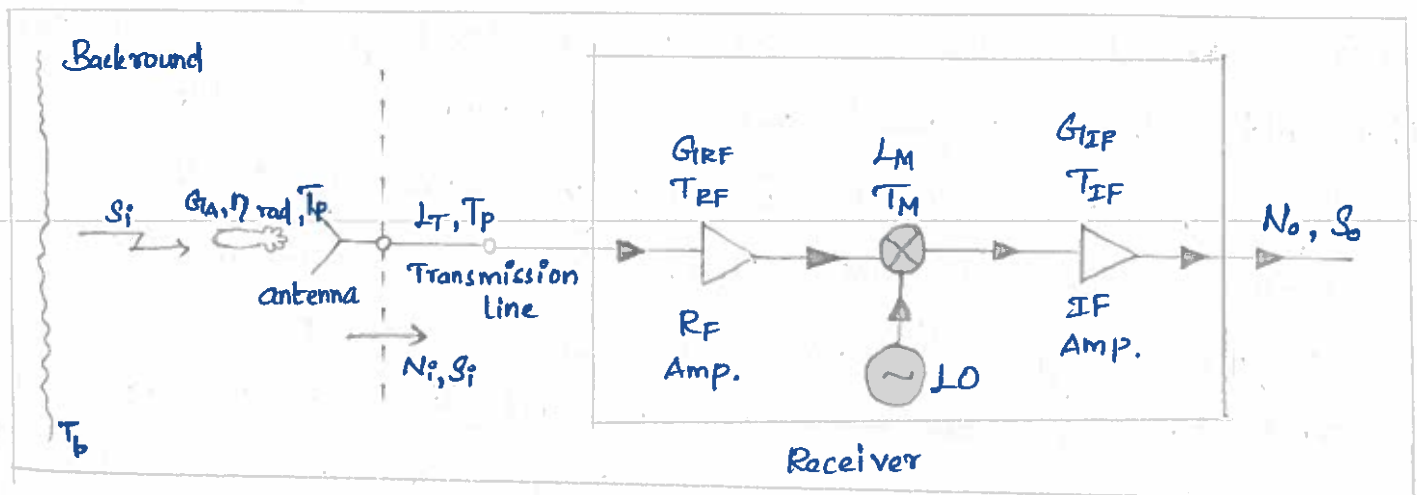 Backround
Si
GA, η rad, Tp
antenna
LT, Tp
Transmission
line
Ni, Si
Tb
GRF
TRF
RF
Amp.
LM
TM
LO
GIF
TIF
IF
Amp.
No, So
Receiver